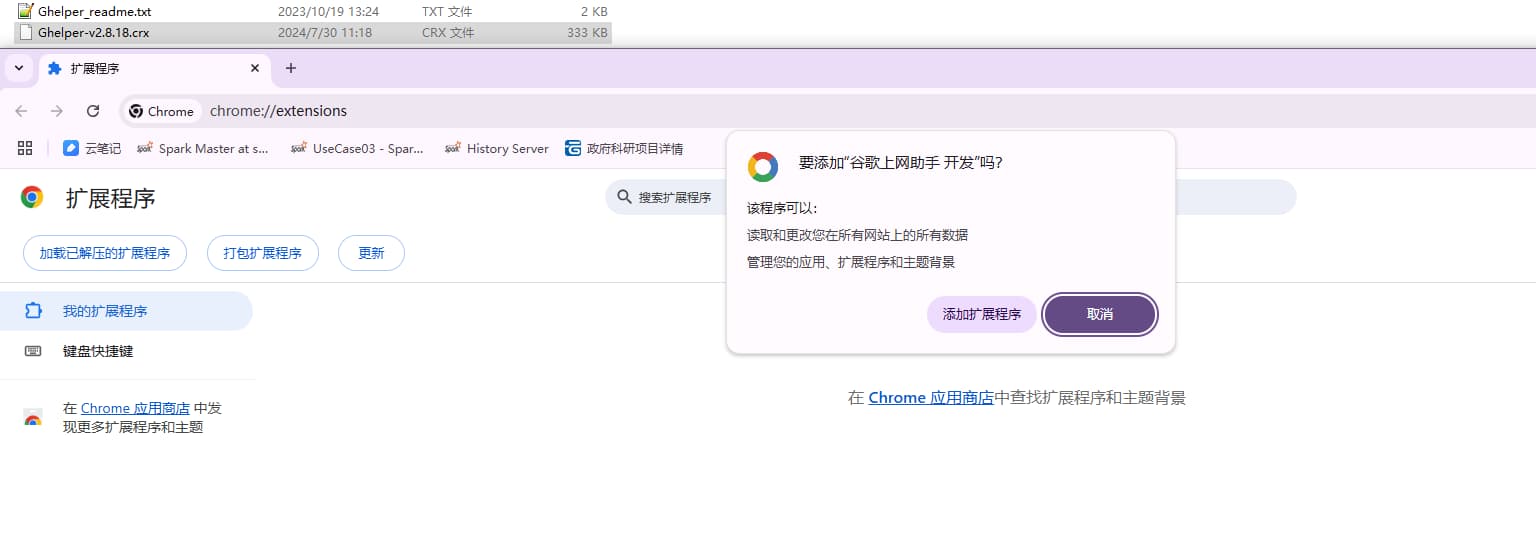 Ghelper_readme.txt 2023/10/19 13:24 TXT 文件 2 KB
Ghelper-v2.8.18.crx 2024/7/30 11:18 CRX 文件 333 KB
扩展程序
Chrome chrome://extensions
云笔记 Spark Master at s... UseCase03 - Spar... History Server 政府科研项目详情
扩展程序
搜索扩展程序
加载已解压的扩展程序 打包扩展程序 更新
我的扩展程序
键盘快捷键
在 Chrome 应用商店 中发
现更多扩展程序和主题
要添加“谷歌上网助手 开发”吗?
该程序可以:
读取和更改您在所有网站上的所有数据
管理您的应用、扩展程序和主题背景
添加扩展程序 取消
在 Chrome 应用商店中查找扩展程序和主题背景